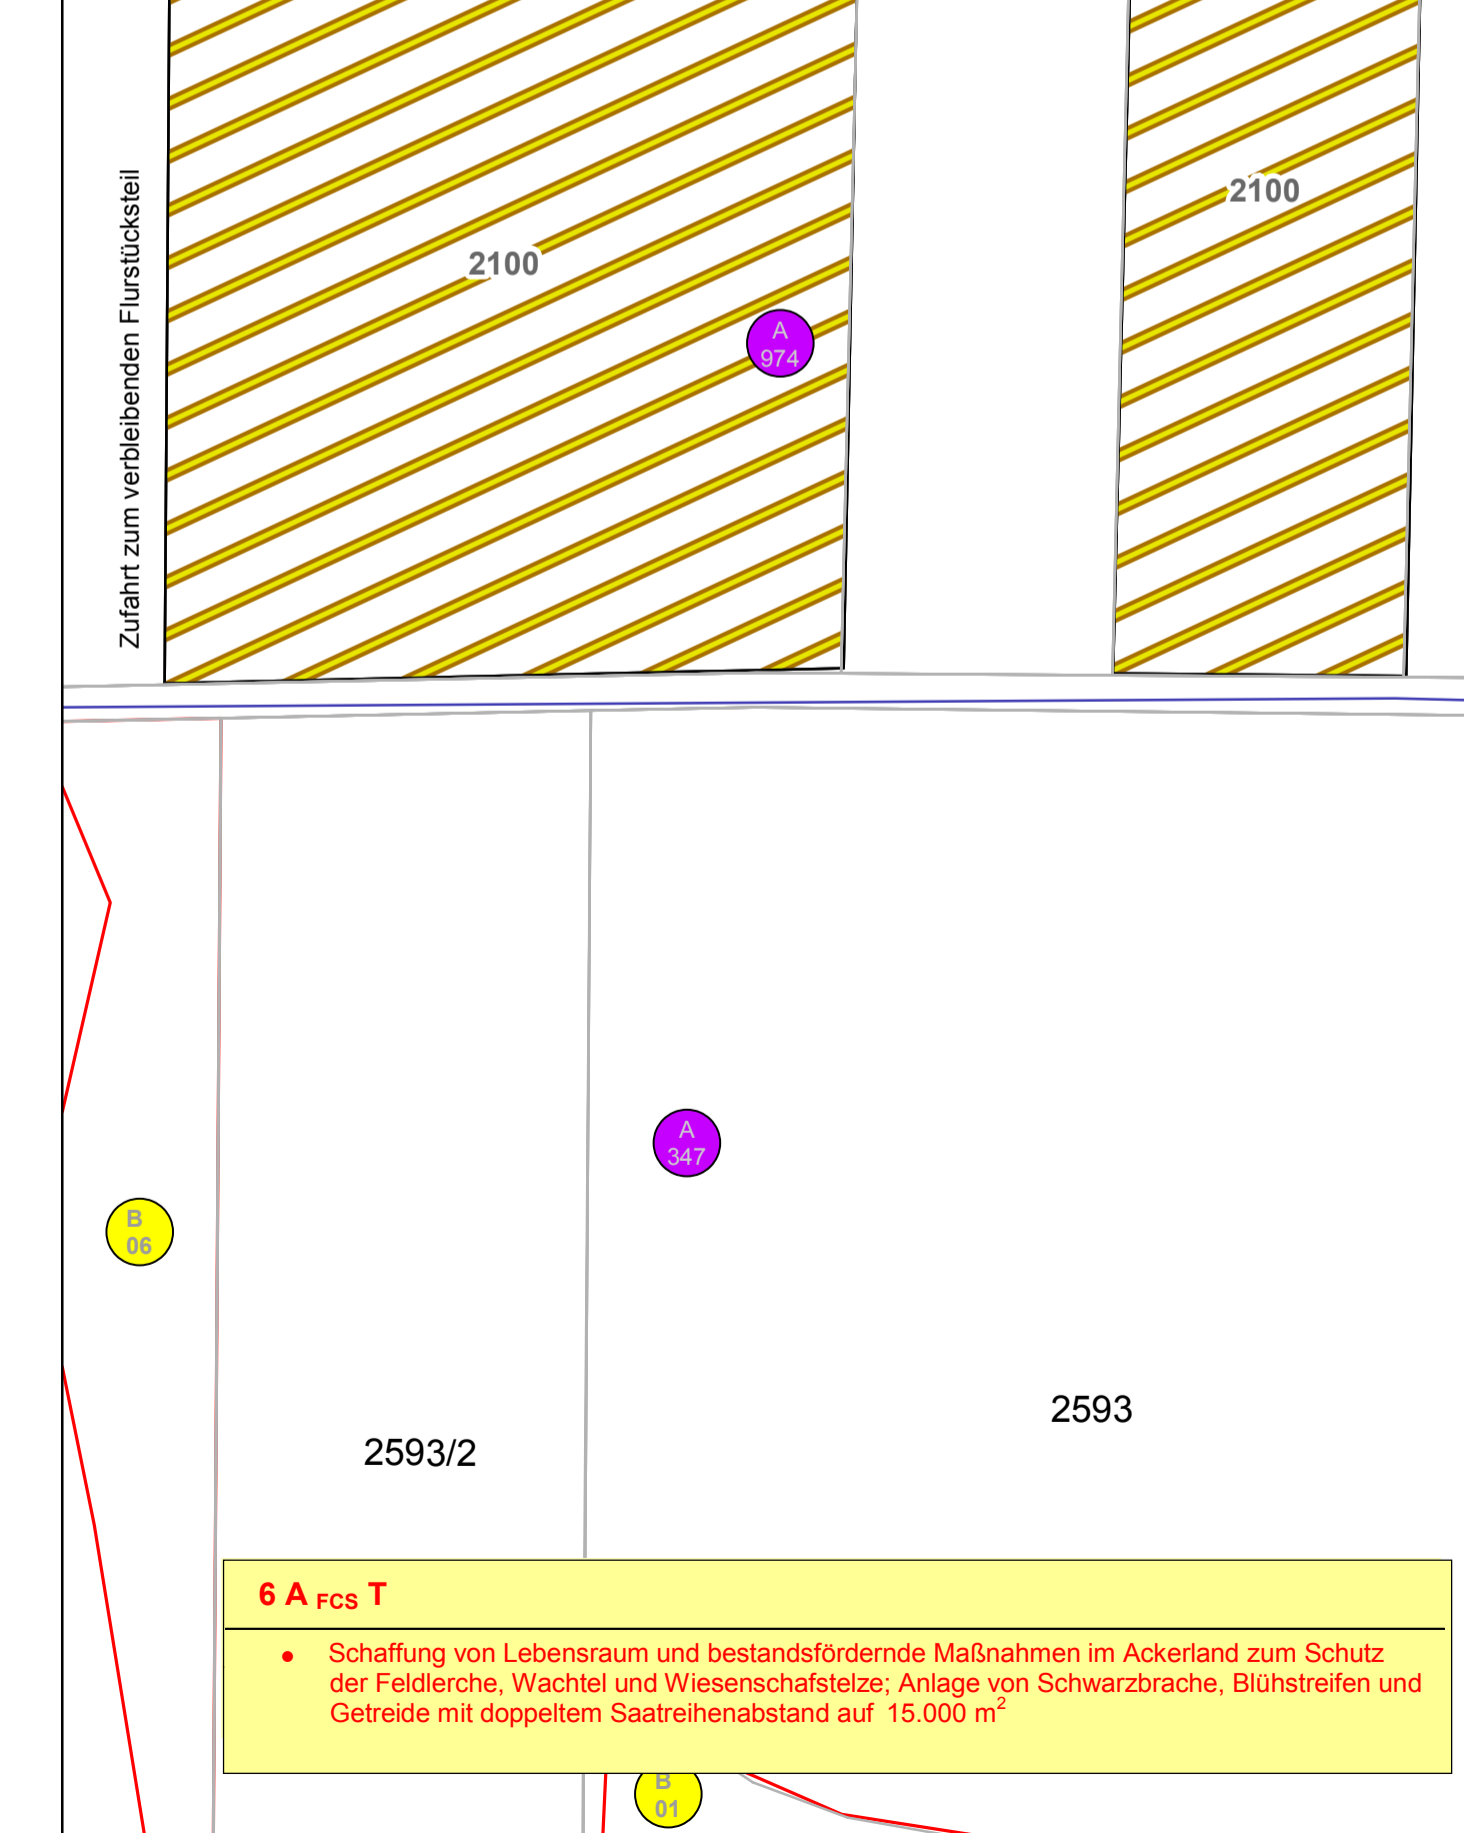 Zufahrt zum verbleibenden Flurstücksteil
2100
2100
A
974
A
347
B
06
2593
2593/2
6 A FCS T
● Schaffung von Lebensraum und bestandsfördernde Maßnahmen im Ackerland zum Schutz
der Feldlerche, Wachtel und Wiesenschafstelze; Anlage von Schwarzbrache, Blühstreifen und
Getreide mit doppeltem Saatreihenabstand auf 15.000 m²
B
01